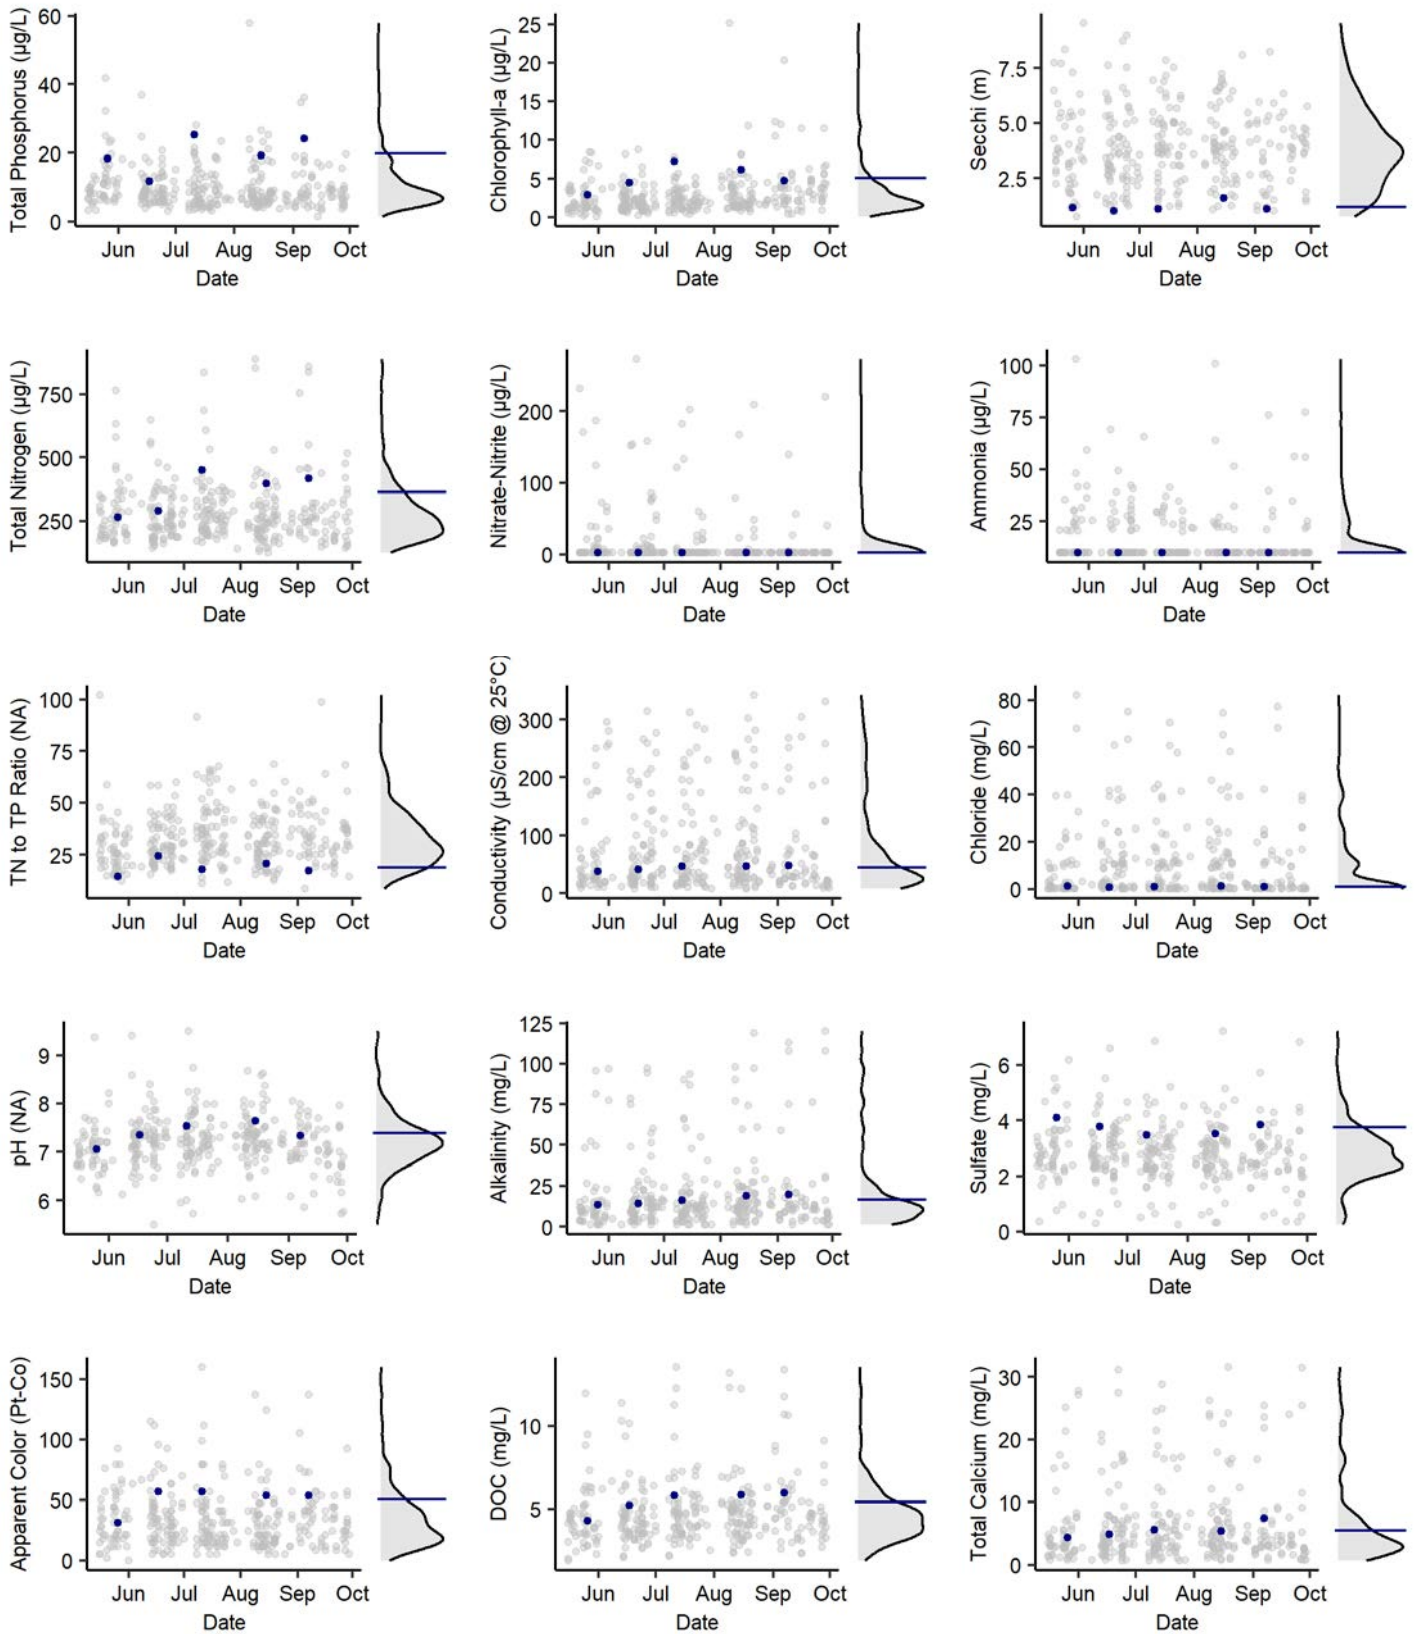 Total Phosphorus (µg/L)
60
40
20
0
Jun Jul Aug Sep Oct
Date
Chlorophyll-a (µg/L)
25
20
15
10
5
0
Jun Jul Aug Sep Oct
Date
Secchi (m)
7.5
5.0
2.5
Jun Jul Aug Sep Oct
Date
Total Nitrogen (µg/L)
750
500
250
Jun Jul Aug Sep Oct
Date
Nitrate-Nitrite (µg/L)
200
100
0
Jun Jul Aug Sep Oct
Date
Ammonia (µg/L)
100
75
50
25
Jun Jul Aug Sep Oct
Date
TN to TP Ratio (NA)
100
75
50
25
Jun Jul Aug Sep Oct
Date
Conductivity (µS/cm @ 25°C)
300
200
100
0
Jun Jul Aug Sep Oct
Date
Chloride (mg/L)
80
60
40
20
0
Jun Jul Aug Sep Oct
Date
pH (NA)
9
8
7
6
Jun Jul Aug Sep Oct
Date
Alkalinity (mg/L)
125
100
75
50
25
0
Jun Jul Aug Sep Oct
Date
Sulfate (mg/L)
6
4
2
0
Jun Jul Aug Sep Oct
Date
Apparent Color (Pt-Co)
150
100
50
0
Jun Jul Aug Sep Oct
Date
DOC (mg/L)
10
5
Jun Jul Aug Sep Oct
Date
Total Calcium (mg/L)
30
20
10
0
Jun Jul Aug Sep Oct
Date